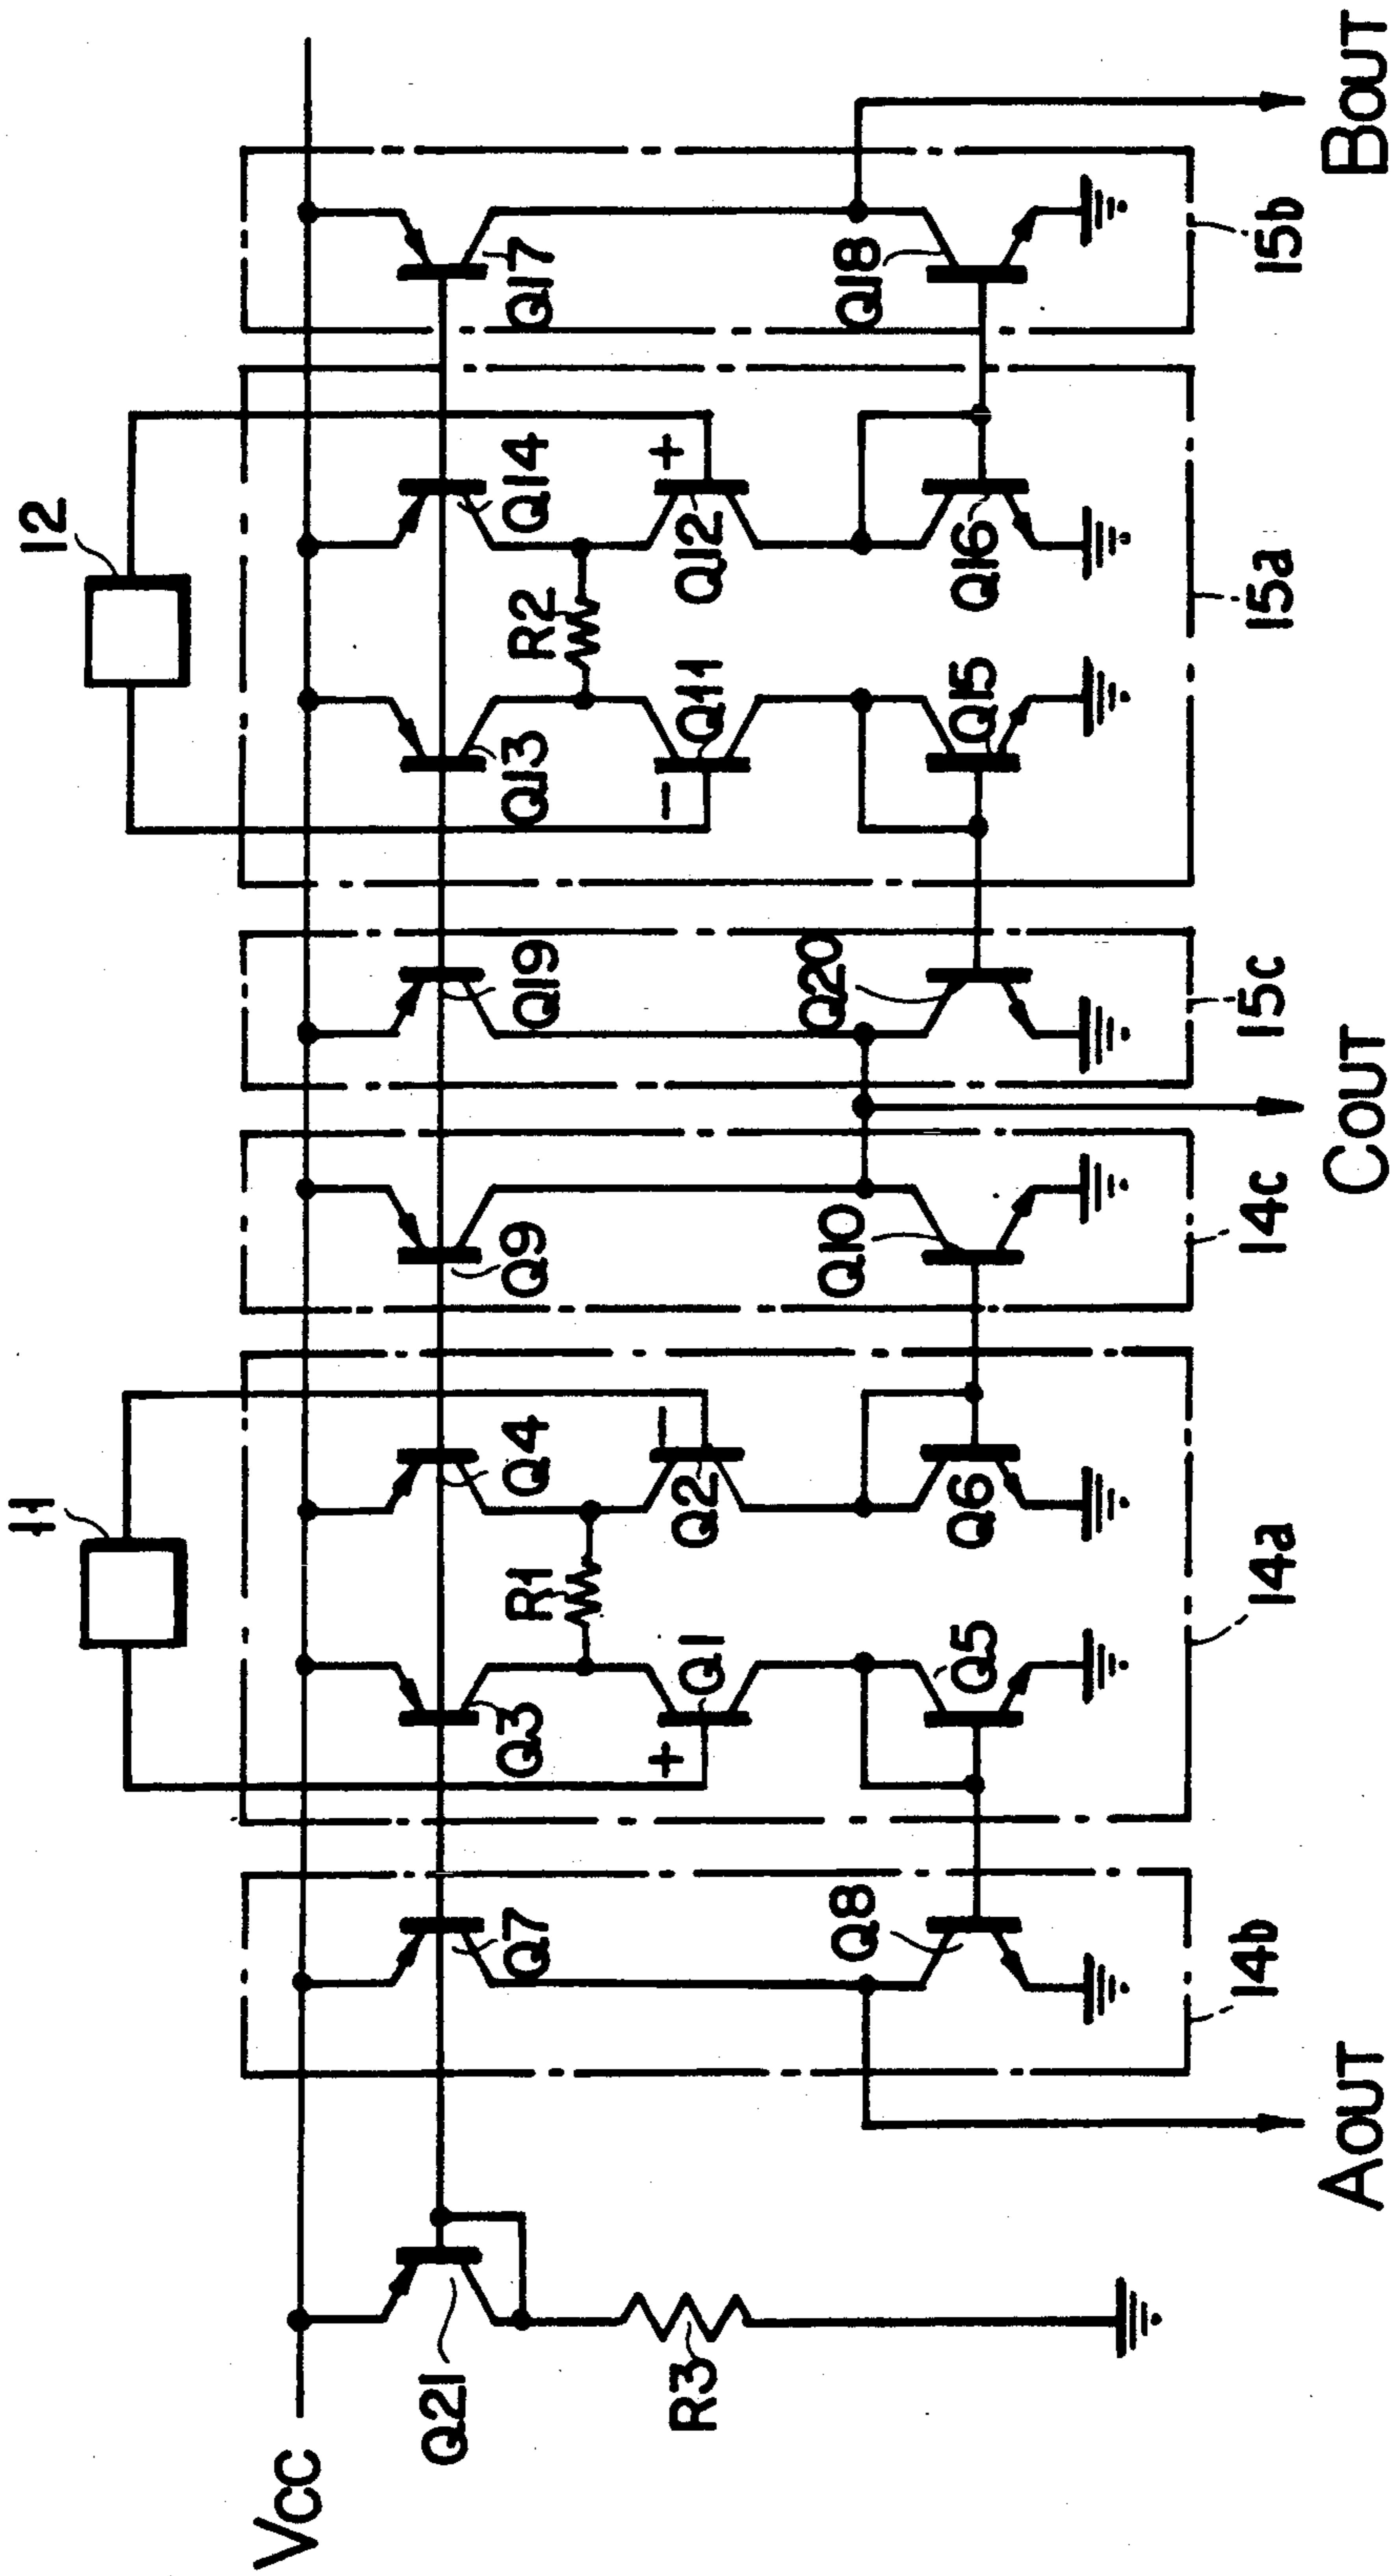 11
12
VCC
Q21
R3
Q7
Q8
14b
AOUT
Q3
R1
Q4
+
Q1
−
Q2
Q5
Q6
14a
Q9
Q10
14c
COUT
Q19
Q20
15c
Q13
R2
Q14
−
Q11
+
Q12
Q15
Q16
15a
Q17
Q18
15b
BOUT